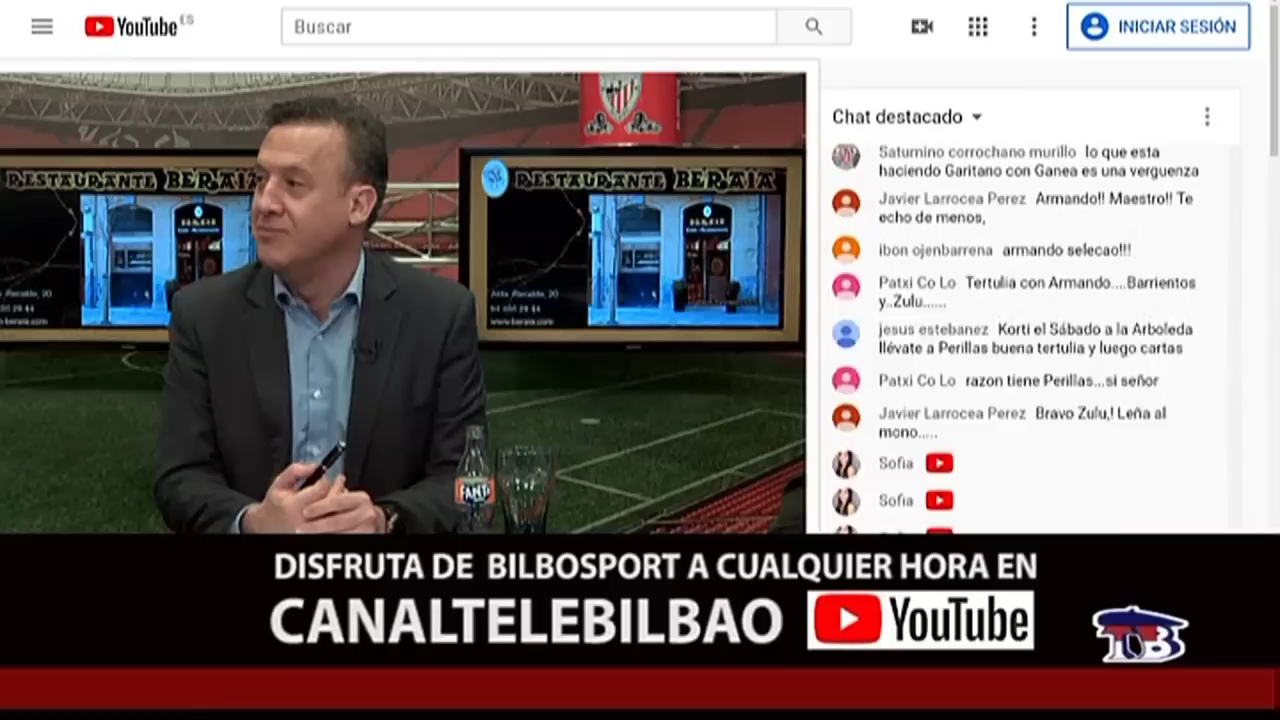 YouTube ES
Buscar
INICIAR SESIÓN
RESTAURANTE BERAIA
RESTAURANTE BERAIA
www.beraia.com
FANTA
Chat destacado
Saturnino corrochano murillo lo que esta
haciendo Garitano con Ganea es una verguenza
Javier Larrocea Perez Armando!! Maestro!! Te
echo de menos,
ibon ojenbarrena armando selecao!!!
Patxi Co Lo Tertulia con Armando....Barrientos
y..Zulu......
jesus estebanez Korti el Sábado a la Arboleda
llévate a Perillas buena tertulia y luego cartas
Patxi Co Lo razon tiene Perillas...si señor
Javier Larrocea Perez Bravo Zulu,! Leña al
mono.....
Sofia
Sofia
DISFRUTA DE BILBOSPORT A CUALQUIER HORA EN
CANALTELEBILBAO YouTube
TB